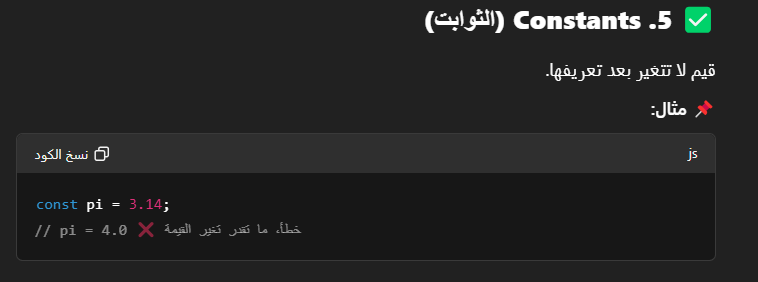 ✅ 5. Constants (الثوابت)
قيم لا تتغير بعد تعريفها.
📌 مثال:
js
نسخ الكود
const pi = 3.14;
// pi = 4.0 ❌ خطأ، ما تقدر تغير القيمة